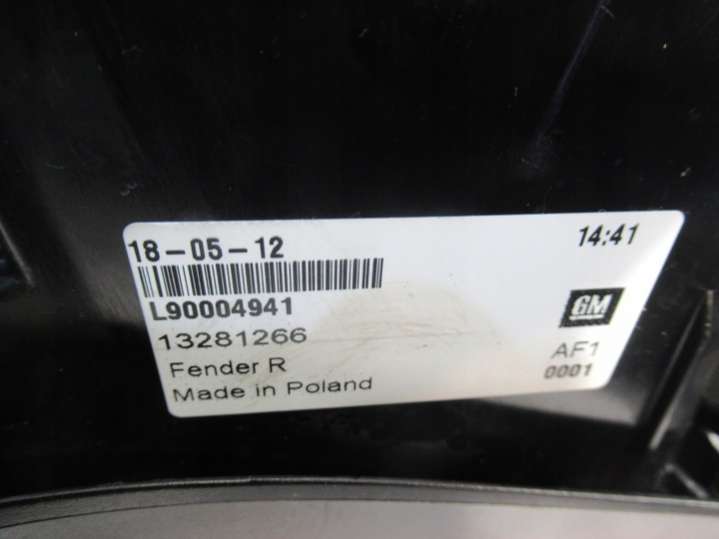 18-05-12 14:41
L90004941
13281266
GM
Fender R AF1
Made in Poland 0001